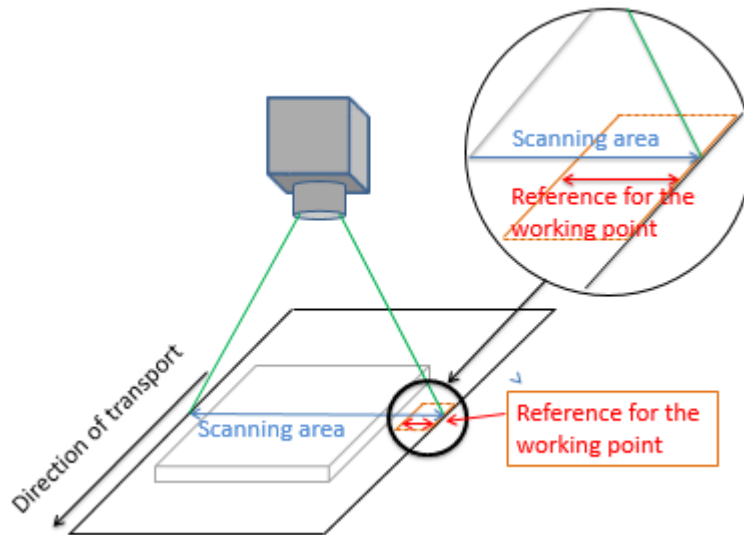 Scanning area
Reference for the
working point
Direction of transport
Scanning area
Reference for the
working point